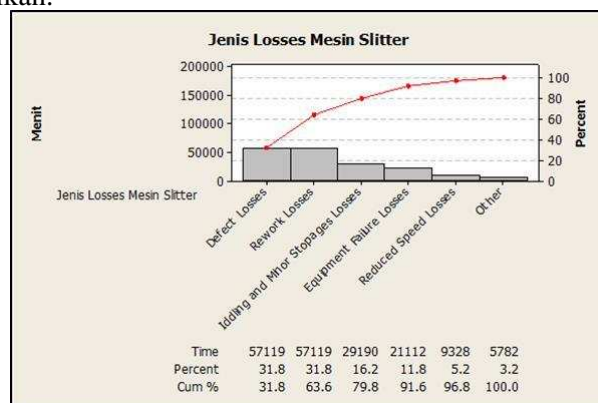 Jenis Losses Mesin Slitter
200000
150000
100000
50000
0
Menit
100
80
60
40
20
0
Percent
Jenis Losses Mesin Slitter
Defect Losses
Rework Losses
Iddling and Minor Stopages Losses
Equipment Failure Losses
Reduced Speed Losses
Other
Time 57119 57119 29190 21112 9328 5782
Percent 31.8 31.8 16.2 11.8 5.2 3.2
Cum % 31.8 63.6 79.8 91.6 96.8 100.0